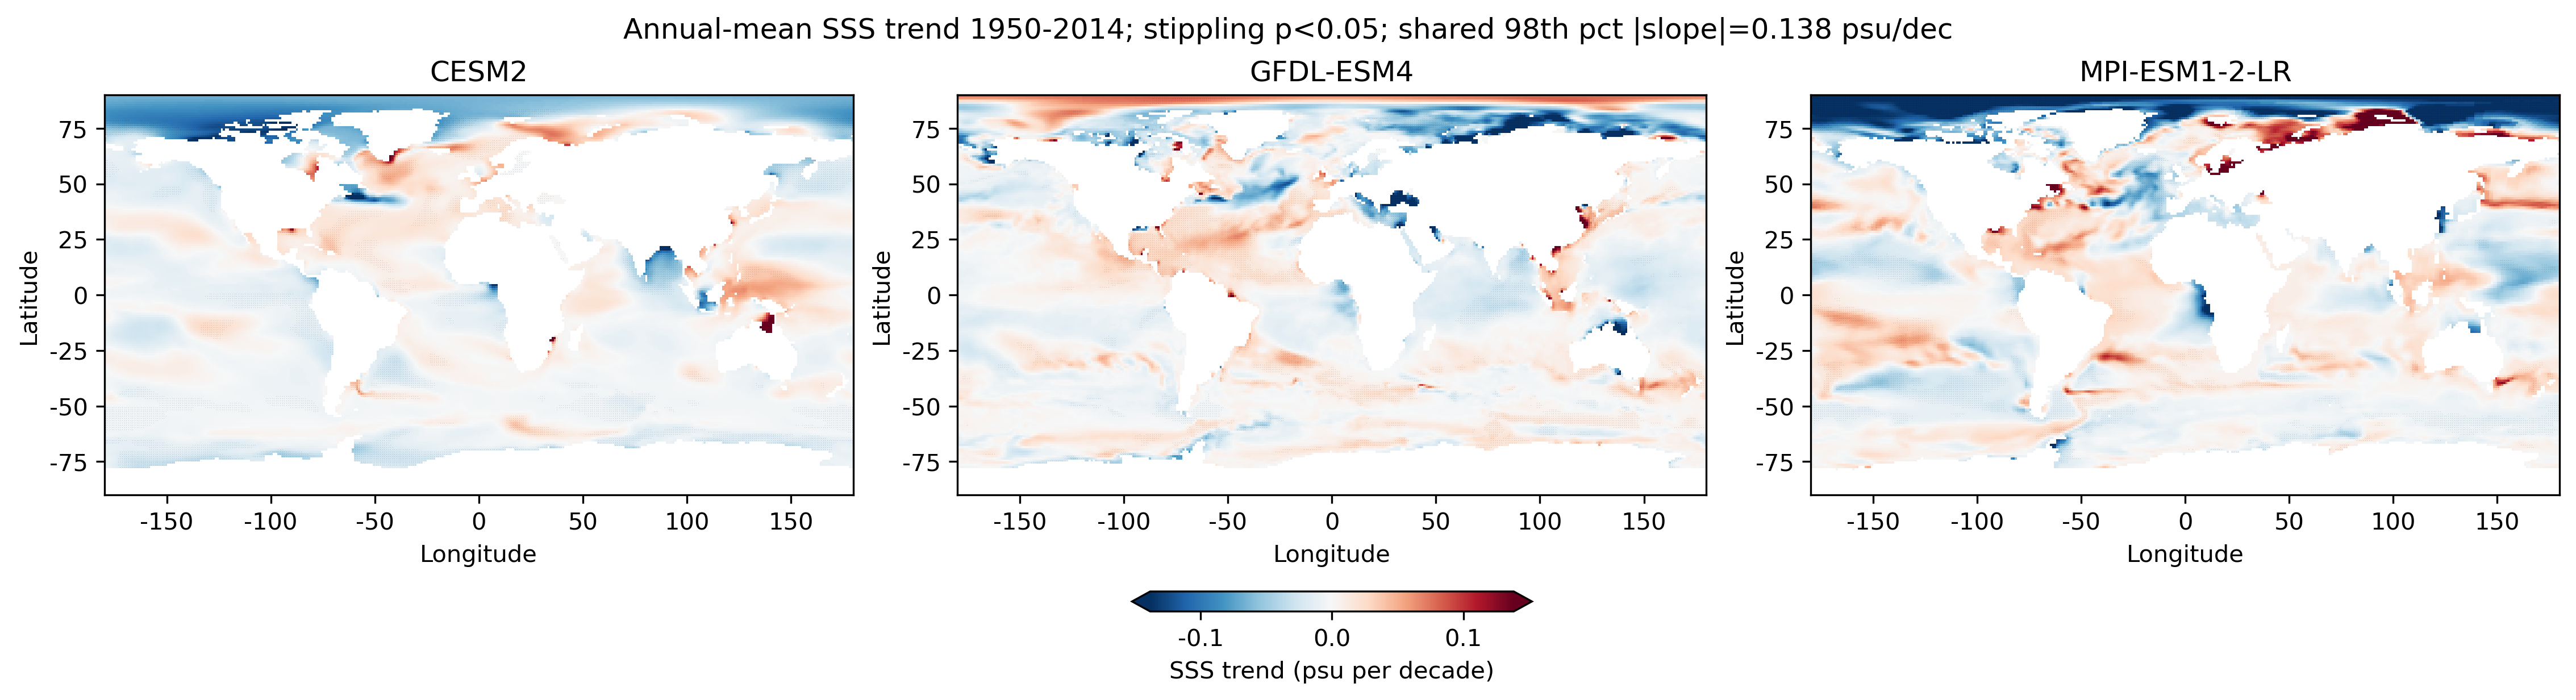 Annual-mean SSS trend 1950-2014; stippling p<0.05; shared 98th pct |slope|=0.138 psu/dec
CESM2
GFDL-ESM4
MPI-ESM1-2-LR
Latitude
75
50
25
0
-25
-50
-75
-150 -100 -50 0 50 100 150
Longitude
Latitude
75
50
25
0
-25
-50
-75
-150 -100 -50 0 50 100 150
Longitude
Latitude
75
50
25
0
-25
-50
-75
-150 -100 -50 0 50 100 150
Longitude
-0.1 0.0 0.1
SSS trend (psu per decade)